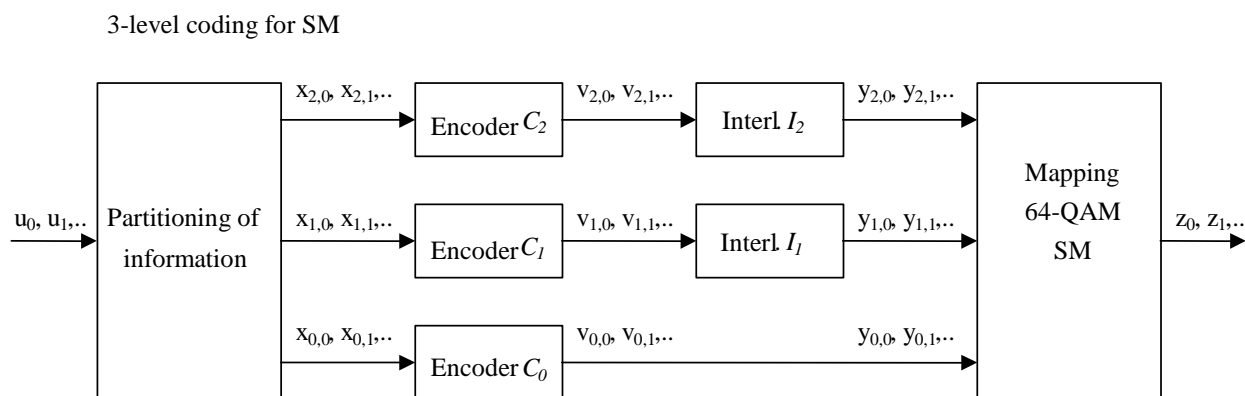 3-level coding for SM
x2,0, x2,1,.. v2,0, v2,1,.. y2,0, y2,1,..
Encoder C2 Interl. I2
Mapping
64-QAM
SM
u0, u1,.. Partitioning of
information
x1,0, x1,1,.. v1,0, v1,1,.. y1,0, y1,1,..
Encoder C1 Interl. I1
z0, z1,..
x0,0, x0,1,.. v0,0, v0,1,.. y0,0, y0,1,..
Encoder C0